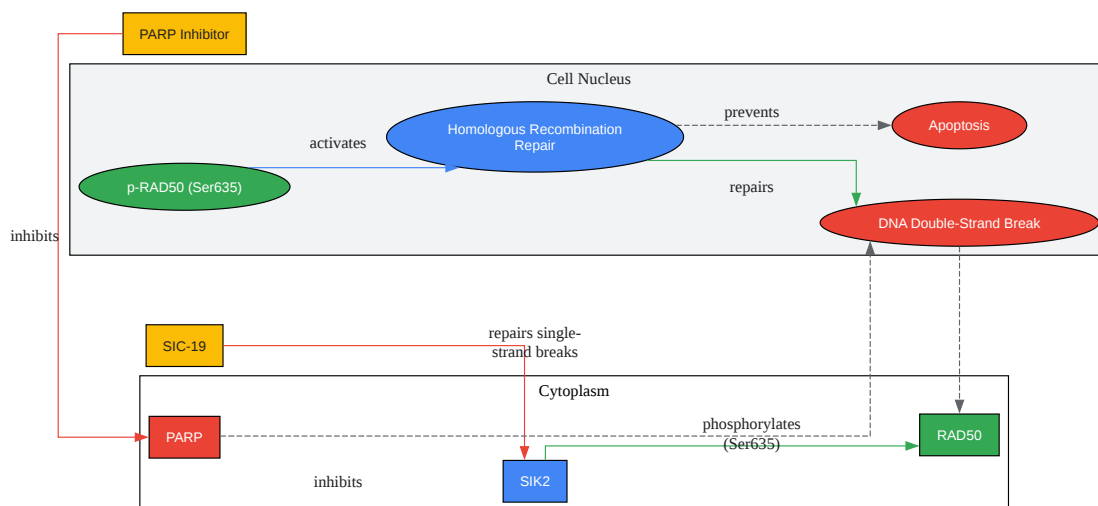 PARP Inhibitor
Cell Nucleus
Homologous Recombination
Repair
prevents
Apoptosis
activates
p-RAD50 (Ser635)
repairs
DNA Double-Strand Break
inhibits
SIC-19
repairs single-
strand breaks
Cytoplasm
PARP
phosphorylates
(Ser635)
RAD50
inhibits
SIK2